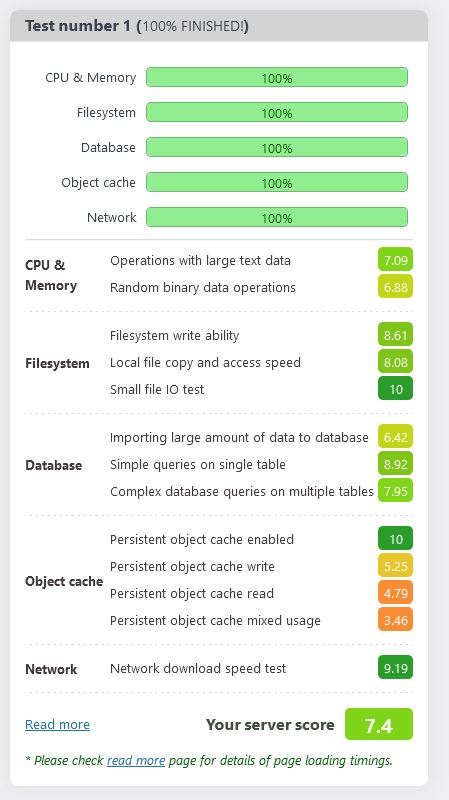 Test number 1 (100% FINISHED!)
CPU & Memory 100%
Filesystem 100%
Database 100%
Object cache 100%
Network 100%
CPU & Memory
Operations with large text data 7.09
Random binary data operations 6.88
Filesystem
Filesystem write ability 8.61
Local file copy and access speed 8.08
Small file IO test 10
Database
Importing large amount of data to database 6.42
Simple queries on single table 8.92
Complex database queries on multiple tables 7.95
Object cache
Persistent object cache enabled 10
Persistent object cache write 5.25
Persistent object cache read 4.79
Persistent object cache mixed usage 3.46
Network
Network download speed test 9.19
Read more Your server score 7.4
* Please check read more page for details of page loading timings.